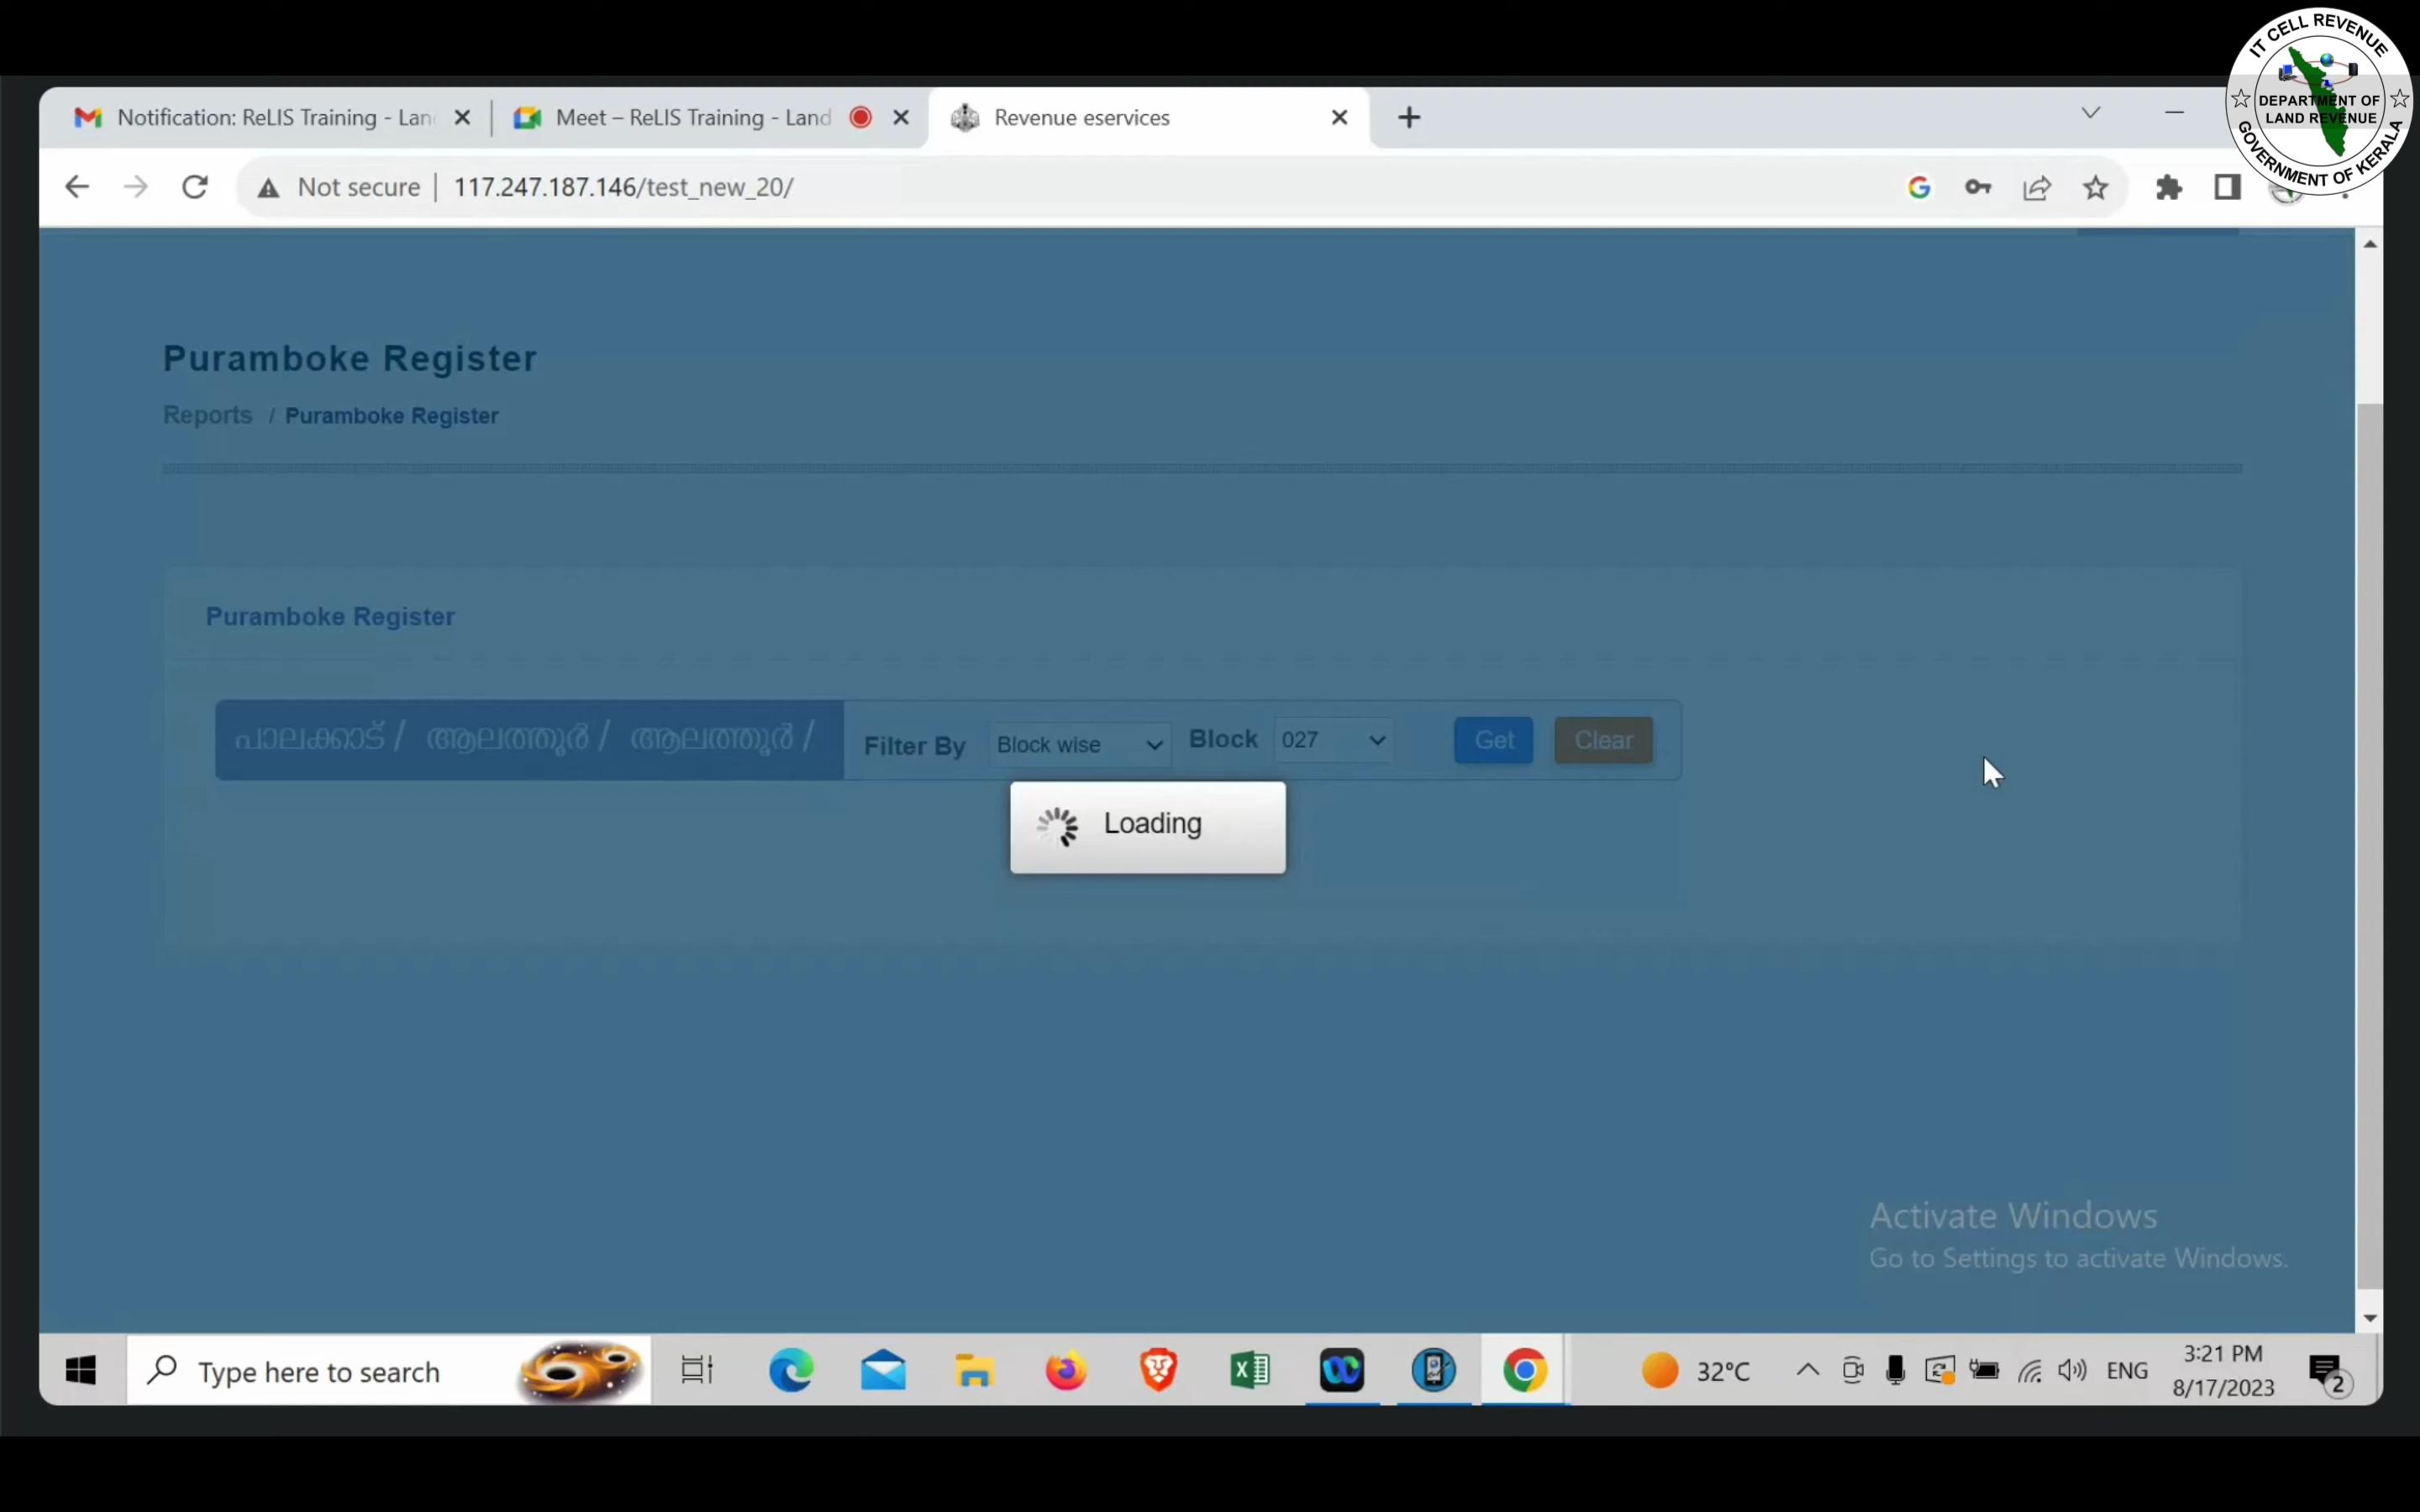 IT CELL REVENUE
DEPARTMENT OF
LAND REVENUE
GOVERNMENT OF KERALA
Notification: ReLIS Training - Lan
Meet – ReLIS Training - Land
Revenue eservices
Not secure
117.247.187.146/test_new_20/
Puramboke Register
Reports / Puramboke Register
Puramboke Register
പാലക്കാട് / ആലത്തൂർ / ആലത്തൂർ /
Filter By
Block wise
Block
027
Get
Clear
Loading
Activate Windows
Go to Settings to activate Windows.
Type here to search
32°C
ENG
3:21 PM
8/17/2023
2